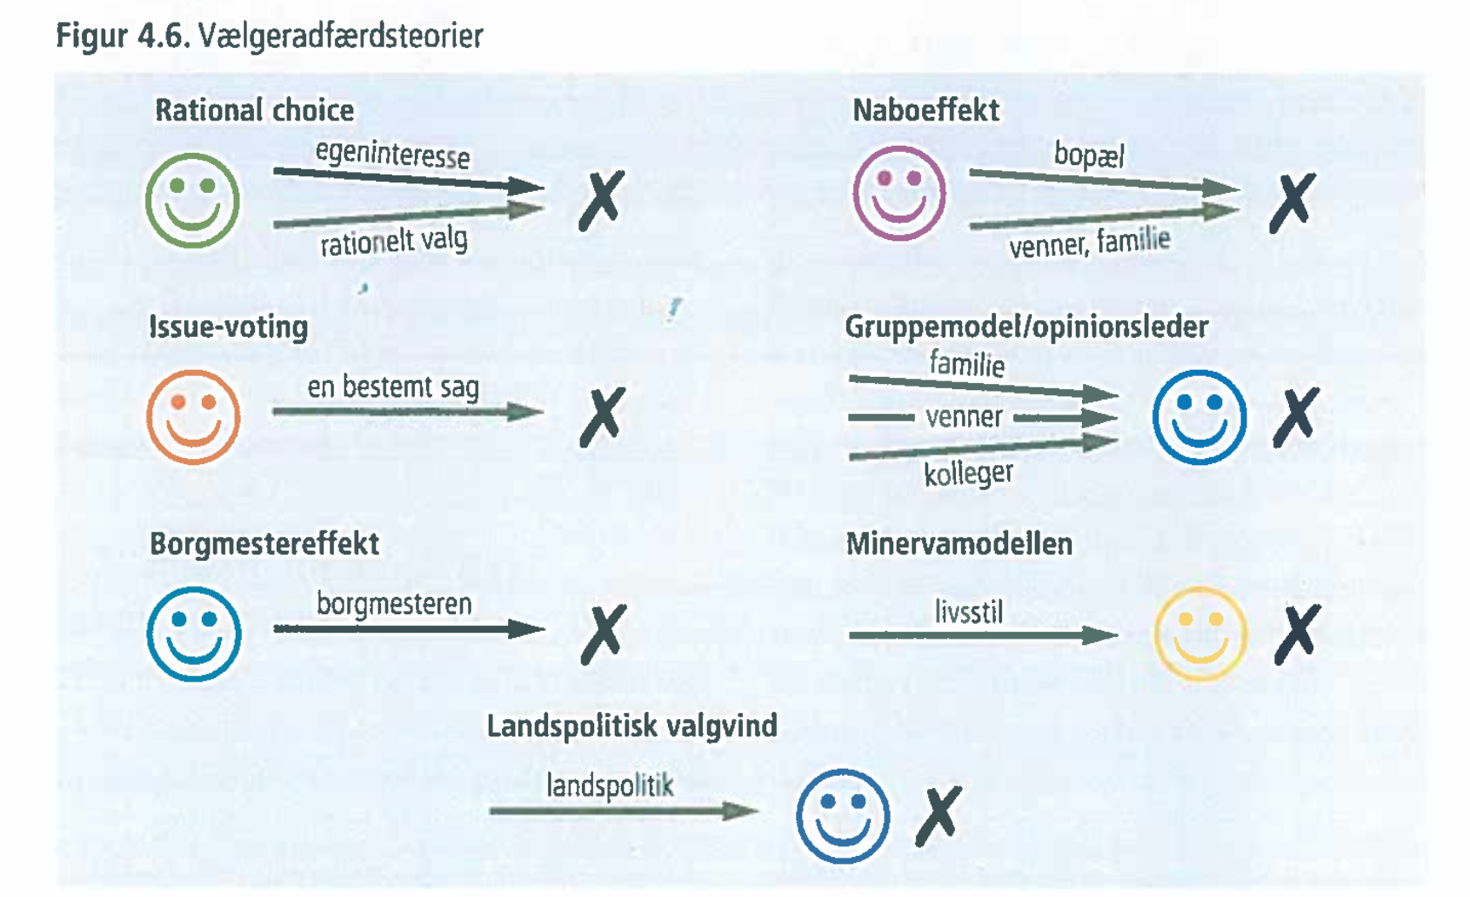 Figur 4.6. Vælgeradfærdsteorier
Rational choice
egeninteresse
rationelt valg
Naboeffekt
bopæl
venner, familie
Issue-voting
en bestemt sag
Gruppemodel/opinionsleder
familie
venner
kolleger
Borgmestereffekt
borgmesteren
Minervamodellen
livsstil
Landspolitisk valgvind
landspolitik